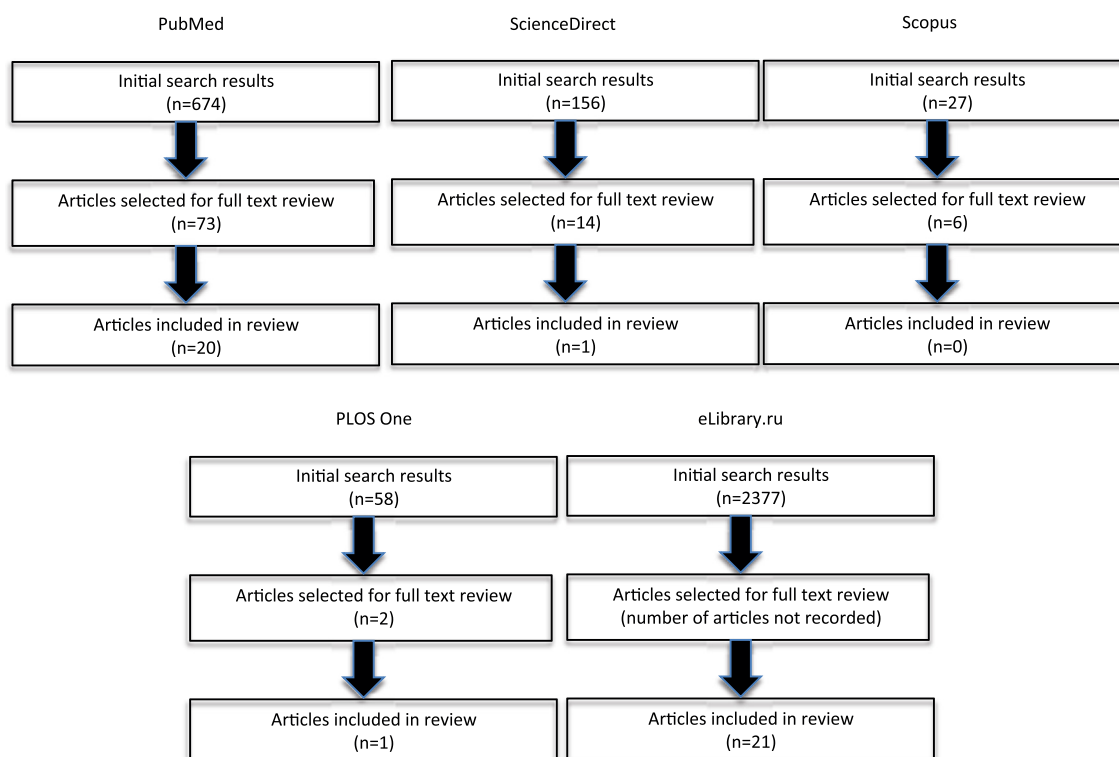 PubMed
Initial search results
(n=674)
Articles selected for full text review
(n=73)
Articles included in review
(n=20)
ScienceDirect
Initial search results
(n=156)
Articles selected for full text review
(n=14)
Articles included in review
(n=1)
Scopus
Initial search results
(n=27)
Articles selected for full text review
(n=6)
Articles included in review
(n=0)
PLOS One
Initial search results
(n=58)
Articles selected for full text review
(n=2)
Articles included in review
(n=1)
eLibrary.ru
Initial search results
(n=2377)
Articles selected for full text review
(number of articles not recorded)
Articles included in review
(n=21)